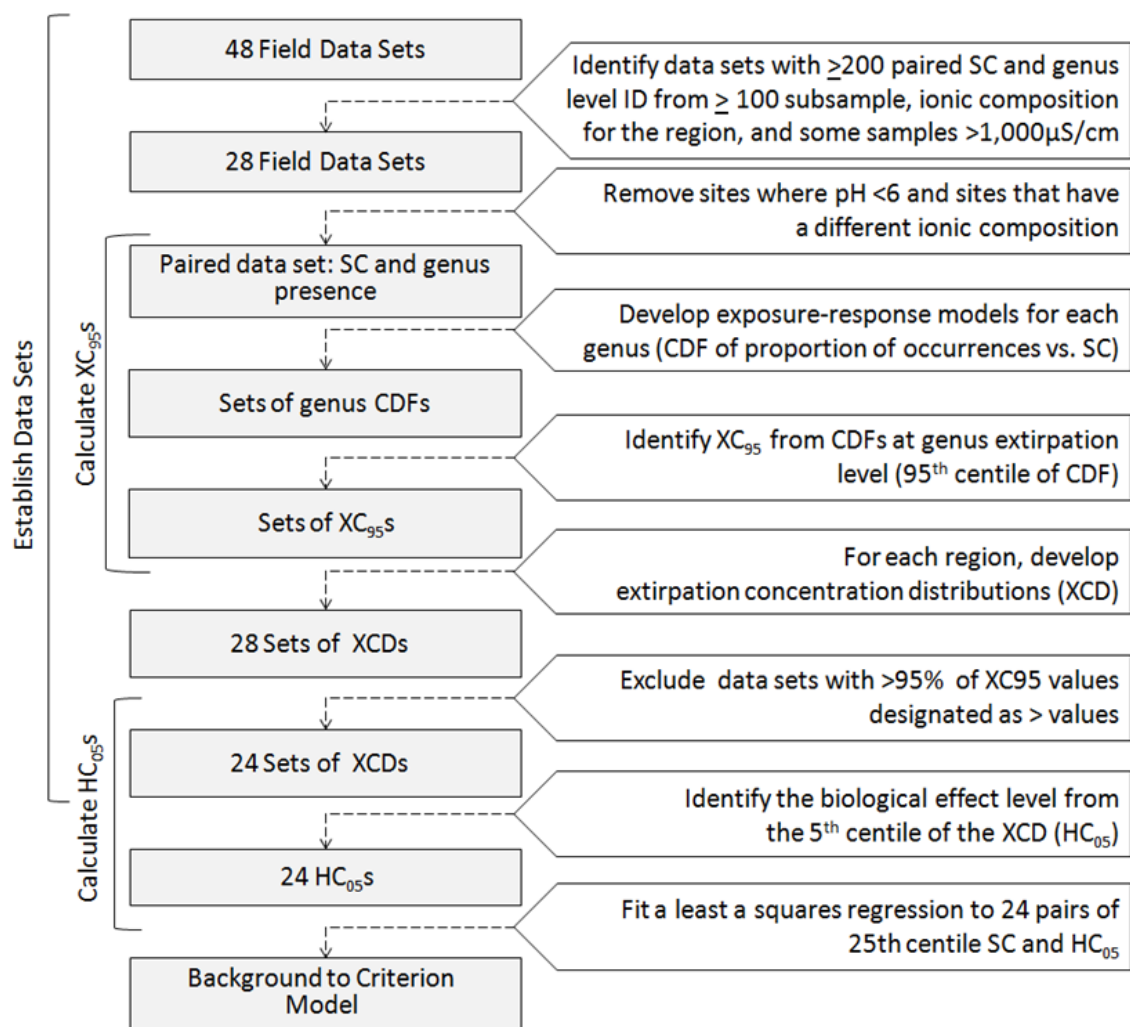 48 Field Data Sets
Identify data sets with ≥200 paired SC and genus
level ID from ≥ 100 subsample, ionic composition
for the region, and some samples >1,000µS/cm
28 Field Data Sets
Remove sites where pH <6 and sites that have
a different ionic composition
Paired data set: SC and genus
presence
Develop exposure-response models for each
genus (CDF of proportion of occurrences vs. SC)
Sets of genus CDFs
Identify XC95 from CDFs at genus extirpation
level (95th centile of CDF)
Sets of XC95s
For each region, develop
extirpation concentration distributions (XCD)
28 Sets of XCDs
Exclude data sets with >95% of XC95 values
designated as > values
24 Sets of XCDs
Identify the biological effect level from
the 5th centile of the XCD (HC05)
24 HC05s
Fit a least a squares regression to 24 pairs of
25th centile SC and HC05
Background to Criterion
Model
Establish Data Sets
Calculate XC95s
Calculate HC05s